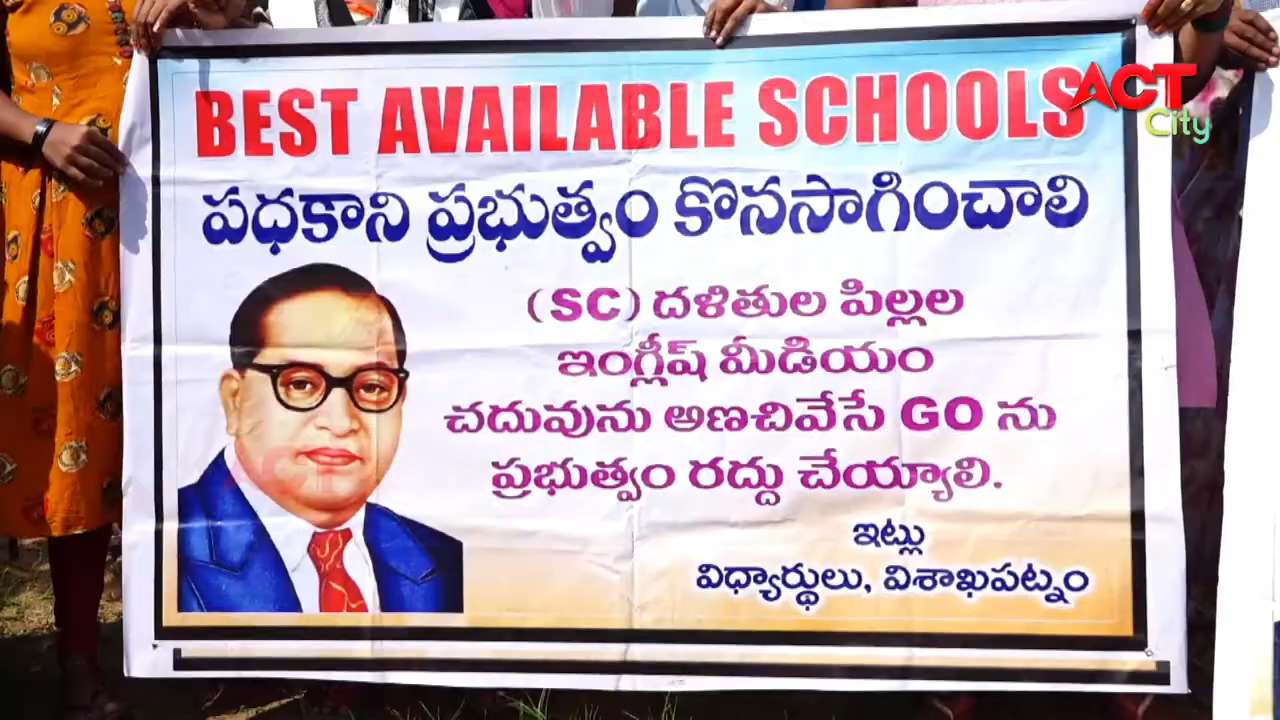 BEST AVAILABLE SCHOOLS
ACT
City
పధకాని ప్రభుత్వం కొనసాగించాలి
(SC) దళితుల పిల్లల
ఇంగ్లీష్ మీడియం
చదువును అణచివేసే GO ను
ప్రభుత్వం రద్దు చేయ్యాలి.
ఇట్లు
విధ్యార్థులు, విశాఖపట్నం